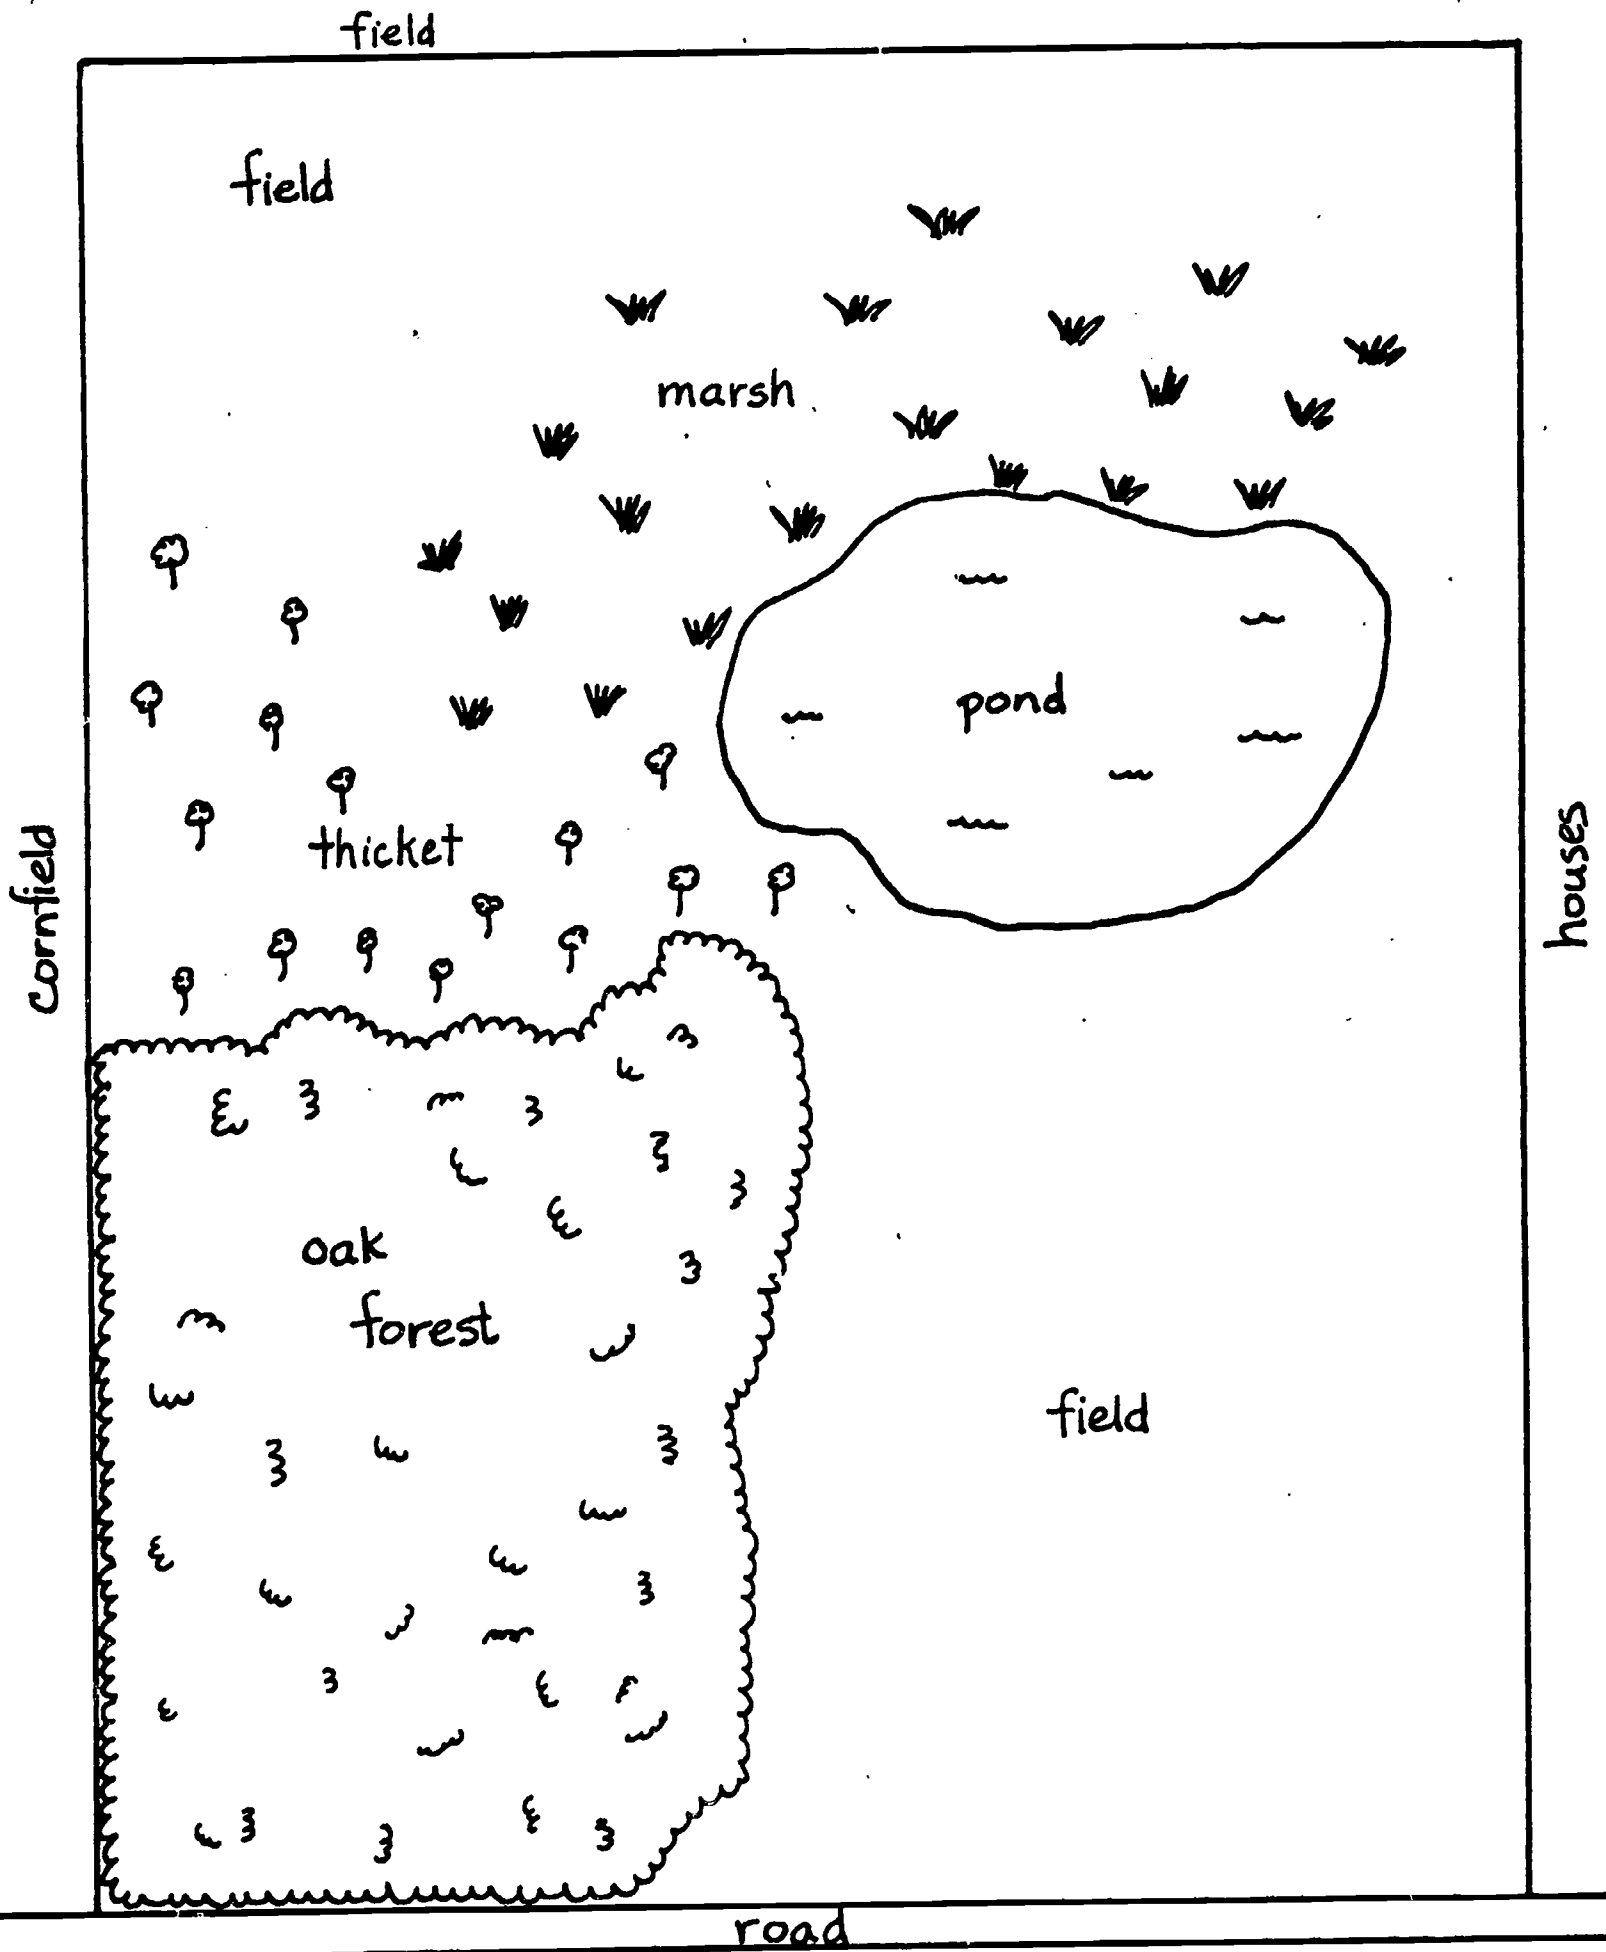 field
field
marsh
pond
thicket
cornfield
houses
oak
forest
field
road